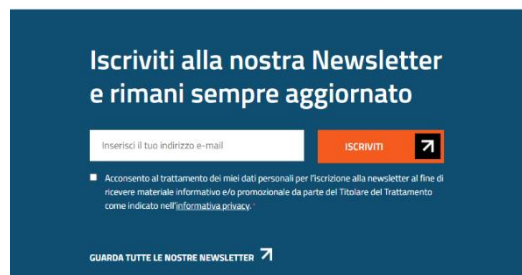 Iscriviti alla nostra Newsletter
e rimani sempre aggiornato
Inserisci il tuo indirizzo e-mail
ISCRIVITI
Acconsento al trattamento dei miei dati personali per l'iscrizione alla newsletter al fine di
ricevere materiale informativo e/o promozionale da parte del Titolare del Trattamento
come indicato nell'informativa privacy. *
GUARDA TUTTE LE NOSTRE NEWSLETTER